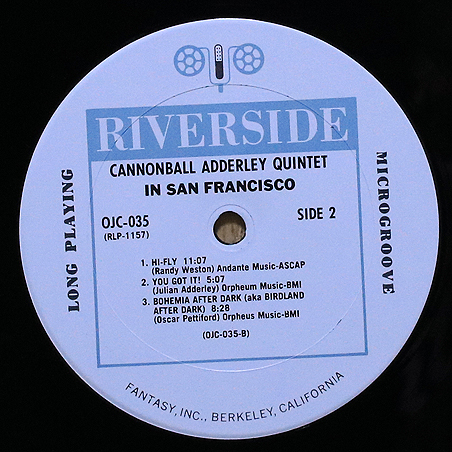 RIVERSIDE
CANNONBALL ADDERLEY QUINTET
IN SAN FRANCISCO
OJC-035
(RLP-1157)
SIDE 2
LONG PLAYING
MICROGROOVE
1. HI-FLY 11:07
(Randy Weston) Andante Music-ASCAP
2. YOU GOT IT! 5:07
(Julian Adderley) Orpheum Music-BMI
3. BOHEMIA AFTER DARK (aka BIRDLAND
AFTER DARK) 8:28
(Oscar Pettiford) Orpheus Music-BMI
(OJC-035-B)
FANTASY, INC., BERKELEY, CALIFORNIA